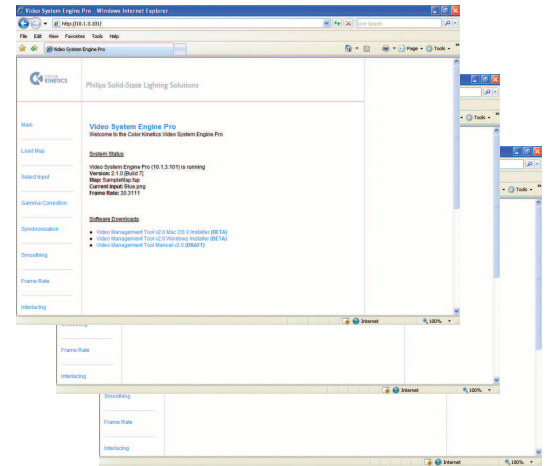 Video System Engine Pro - Windows Internet Explorer
http://10.1.3.101/
Live Search
File Edit View Favorites Tools Help
Video System Engine Pro
Page Tools
COLOR
KINETICS
Philips Solid-State Lighting Solutions
Main
Load Map
Select Input
Gamma Correction
Synchronization
Smoothing
Frame Rate
Interlacing
Video System Engine Pro
Welcome to the Color Kinetics Video System Engine Pro
System Status
Video System Engine Pro (10.1.3.101) is running
Version: 2.1.0 [Build 7]
Map: SampleMap.fap
Current Input: Blue.png
Frame Rate: 30.3111
Software Downloads
Video Management Tool v2.0 Mac OS X Installer (BETA)
Video Management Tool v2.0 Windows Installer (BETA)
Video Management Tool Manual v2.0 (DRAFT)
Internet 100%
Tools
Frame Rate
Interlacing
Internet 100%
Tools
Smoothing
Frame Rate
Interlacing
Internet 100%